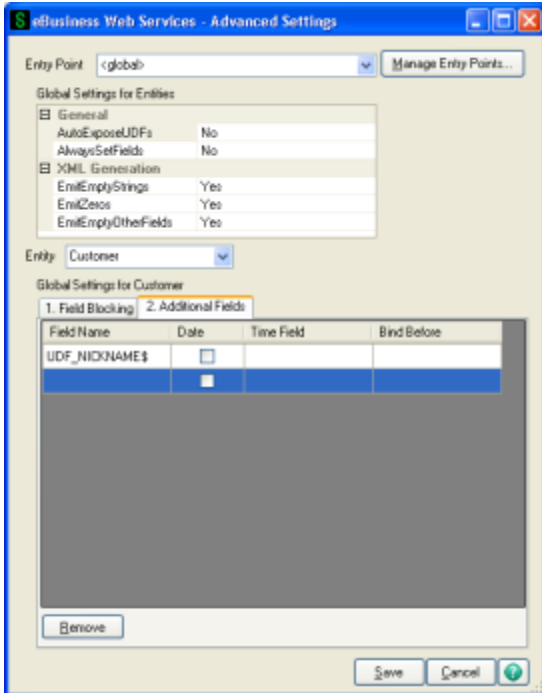 S eBusiness Web Services - Advanced Settings
Entry Point <global> Manage Entry Points...
Global Settings for Entities
General
AutoExposeUDFs No
AlwaysSetFields No
XML Generation
EmitEmptyStrings Yes
EmitZeros Yes
EmitEmptyOtherFields Yes
Entity Customer
Global Settings for Customer
1. Field Blocking 2. Additional Fields
Field Name Date Time Field Bind Before
UDF_NICKNAME$
Remove
Save Cancel ?